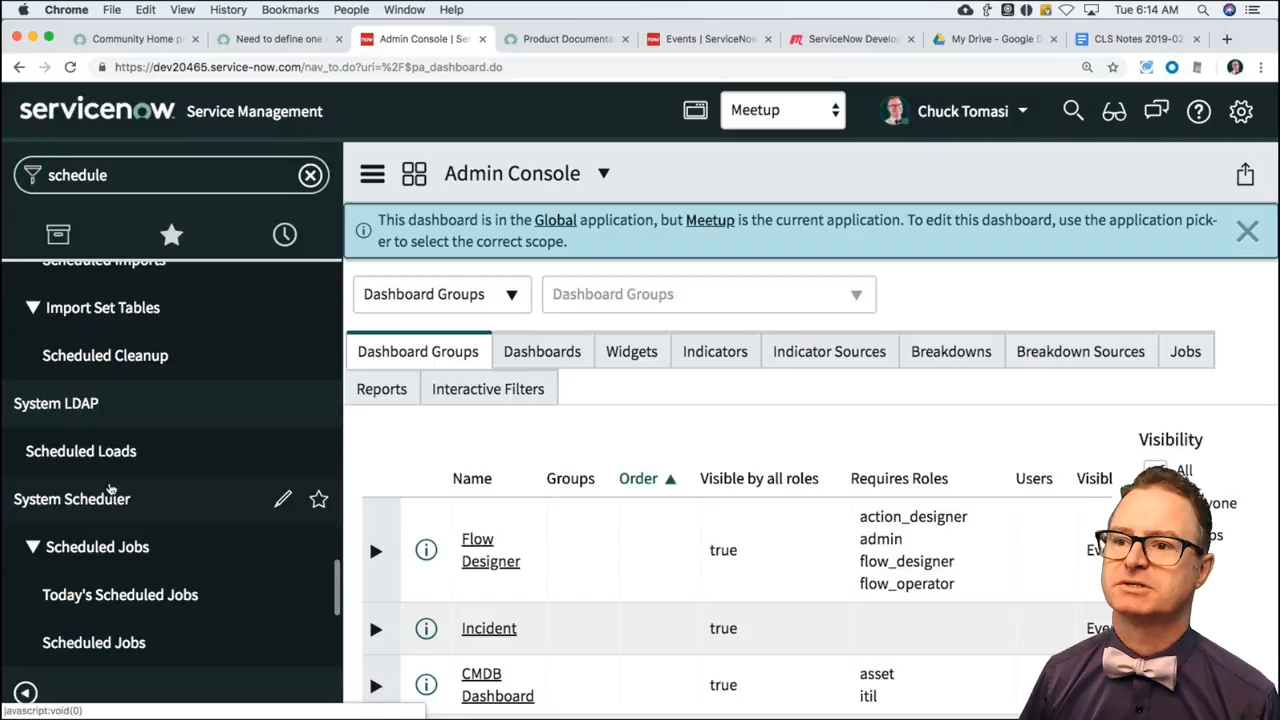 Chrome File Edit View History Bookmarks People Window Help Tue 6:14 AM
Community Home p
Need to define one
Admin Console | Se
Product Documenta
Events | ServiceNow
ServiceNow Develo
My Drive - Google D
CLS Notes 2019-02
https://dev20465.service-now.com/nav_to.do?uri=%2F$pa_dashboard.do
servicenow Service Management
Meetup
Chuck Tomasi
schedule
Admin Console
This dashboard is in the Global application, but Meetup is the current application. To edit this dashboard, use the application pick-
er to select the correct scope.
Scheduled Imports
Import Set Tables
Scheduled Cleanup
System LDAP
Scheduled Loads
System Scheduler
Scheduled Jobs
Today's Scheduled Jobs
Scheduled Jobs
javascript:void(0)
Dashboard Groups
Dashboard Groups
Dashboard Groups Dashboards Widgets Indicators Indicator Sources Breakdowns Breakdown Sources Jobs
Reports Interactive Filters
Visibility
All
Name Groups Order Visible by all roles Requires Roles Users Visibl
Flow
Designer
true
action_designer
admin
flow_designer
flow_operator
Incident
true
CMDB
Dashboard
true
asset
itil